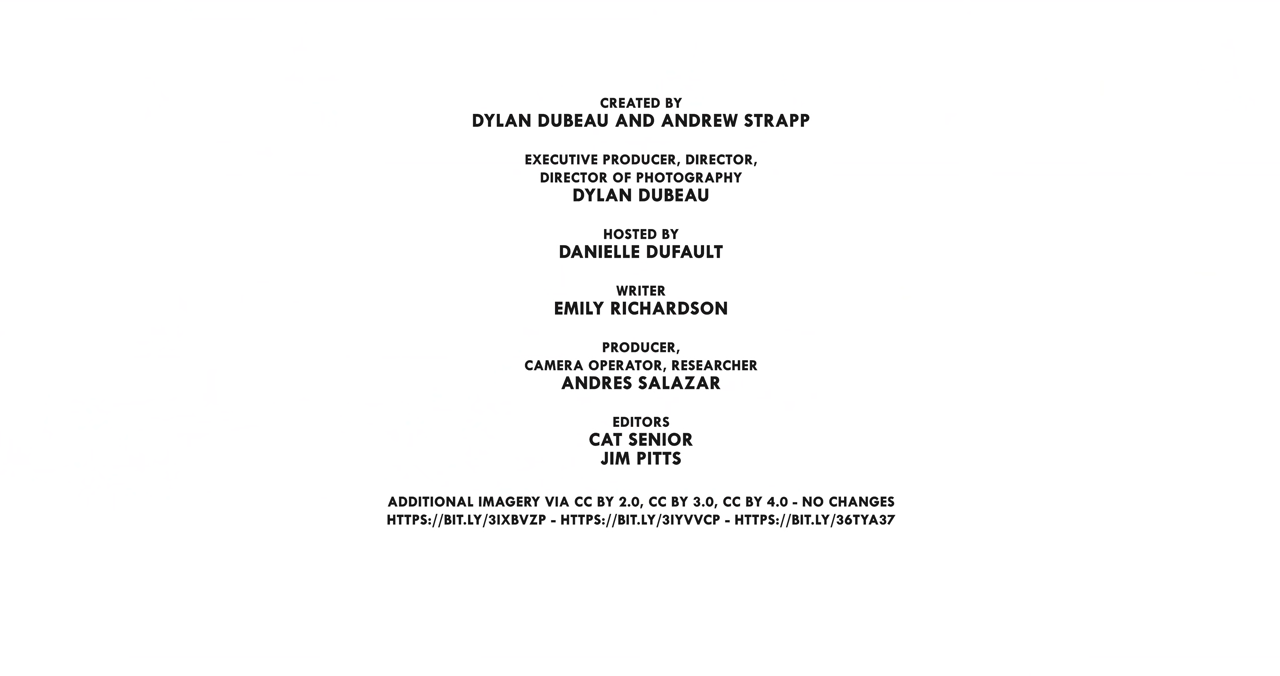 CREATED BY
DYLAN DUBEAU AND ANDREW STRAPP
EXECUTIVE PRODUCER, DIRECTOR,
DIRECTOR OF PHOTOGRAPHY
DYLAN DUBEAU
HOSTED BY
DANIELLE DUFAULT
WRITER
EMILY RICHARDSON
PRODUCER,
CAMERA OPERATOR, RESEARCHER
ANDRES SALAZAR
EDITORS
CAT SENIOR
JIM PITTS
ADDITIONAL IMAGERY VIA CC BY 2.0, CC BY 3.0, CC BY 4.0 - NO CHANGES
HTTPS://BIT.LY/3IXBVZP - HTTPS://BIT.LY/3IYVVCP - HTTPS://BIT.LY/36TYA37